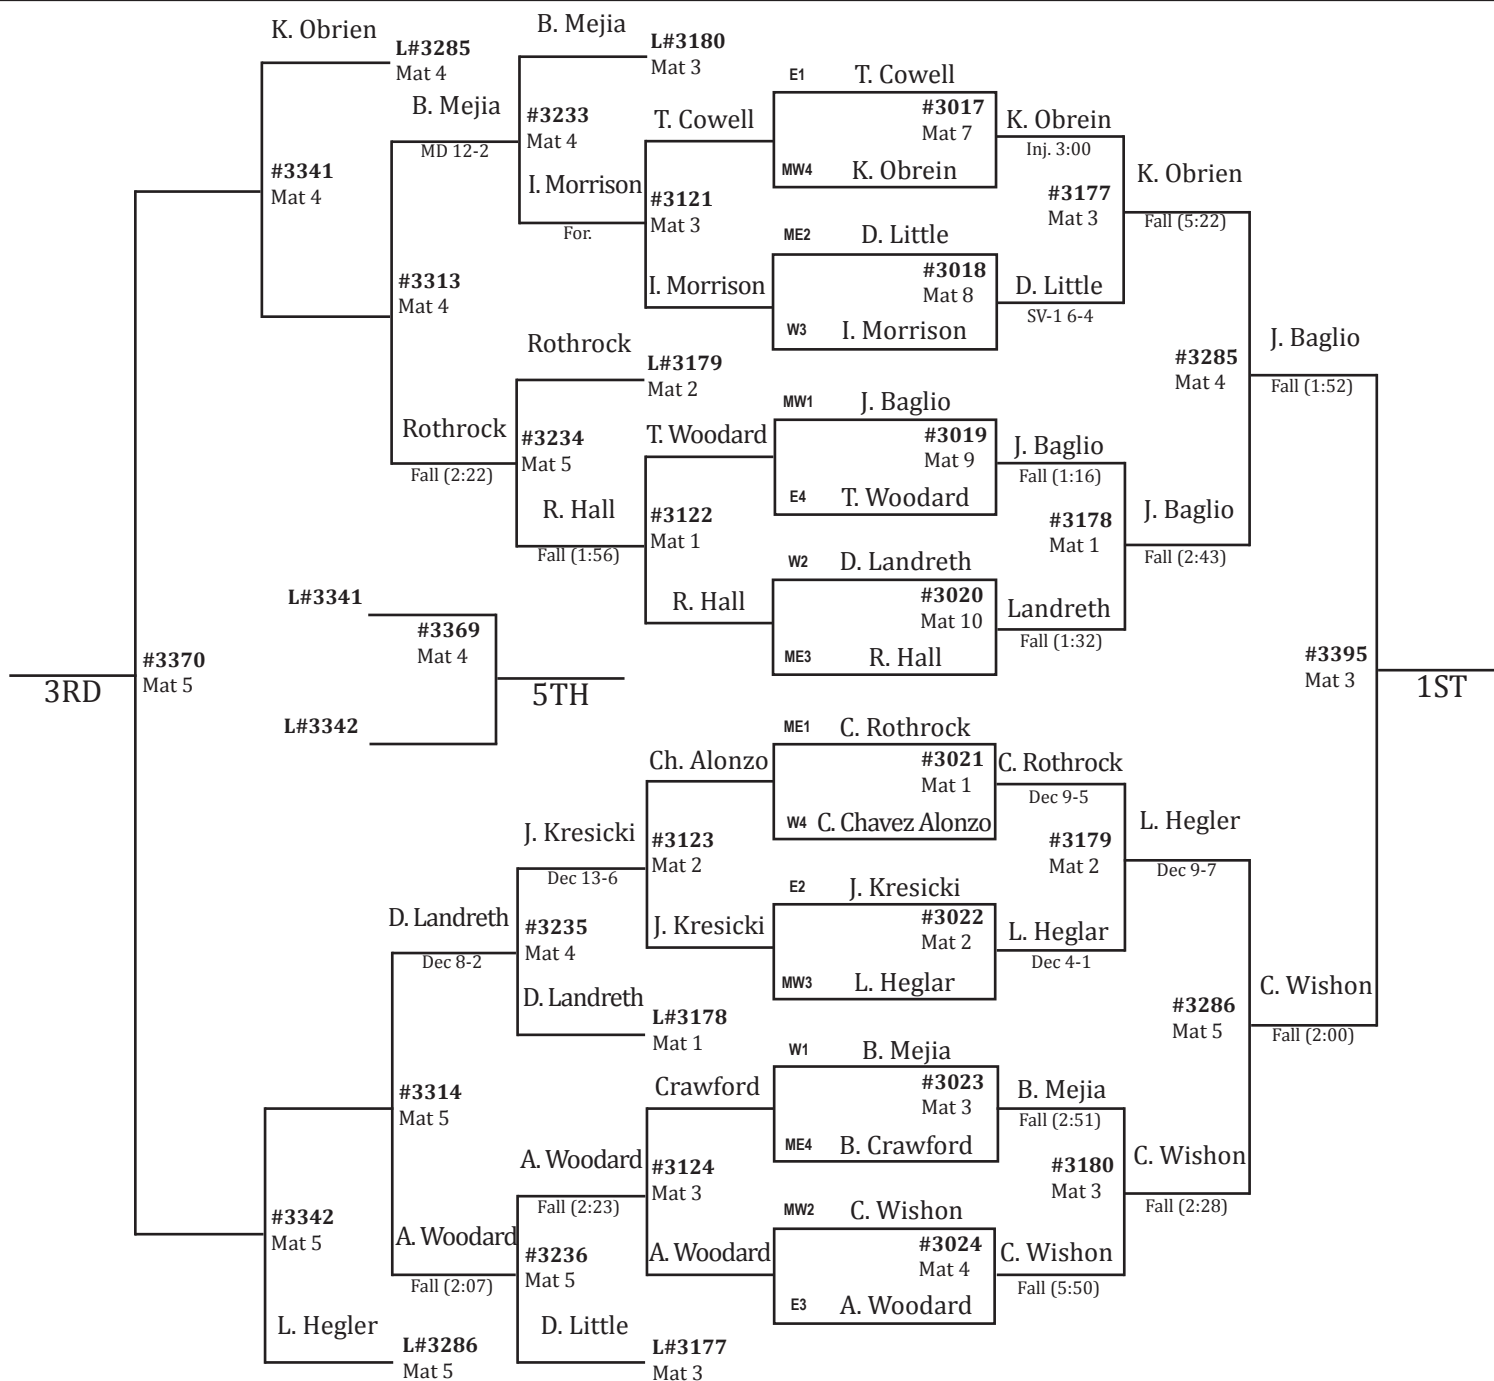 K. Obrien
L#3285
Mat 4
B. Mejia
L#3180
Mat 3
B. Mejia
MD 12-2
#3233
Mat 4
I. Morrison
For.
#3341
Mat 4
#3313
Mat 4
T. Cowell
#3121
Mat 3
I. Morrison
E1
T. Cowell
#3017
Mat 7
MW4
K. Obrein
K. Obrein
Inj. 3:00
ME2
D. Little
#3018
Mat 8
W3
I. Morrison
D. Little
SV-1 6-4
#3177
Mat 3
K. Obrien
Fall (5:22)
Rothrock
L#3179
Mat 2
Rothrock
Fall (2:22)
#3234
Mat 5
R. Hall
Fall (1:56)
T. Woodard
#3122
Mat 1
R. Hall
MW1
J. Baglio
#3019
Mat 9
E4
T. Woodard
J. Baglio
Fall (1:16)
W2
D. Landreth
#3020
Mat 10
ME3
R. Hall
Landreth
Fall (1:32)
#3178
Mat 1
J. Baglio
Fall (2:43)
#3285
Mat 4
J. Baglio
Fall (1:52)
L#3341
#3369
Mat 4
L#3342
5TH
#3370
Mat 5
3RD
#3395
Mat 3
1ST
Ch. Alonzo
#3123
Mat 2
J. Kresicki
J. Kresicki
Dec 13-6
ME1
C. Rothrock
#3021
Mat 1
W4
C. Chavez Alonzo
C. Rothrock
Dec 9-5
E2
J. Kresicki
#3022
Mat 2
MW3
L. Heglar
L. Heglar
Dec 4-1
#3179
Mat 2
L. Hegler
Dec 9-7
D. Landreth
Dec 8-2
#3235
Mat 4
D. Landreth
L#3178
Mat 1
#3314
Mat 5
#3286
Mat 5
C. Wishon
Fall (2:00)
Crawford
#3124
Mat 3
A. Woodard
A. Woodard
Fall (2:23)
W1
B. Mejia
#3023
Mat 3
ME4
B. Crawford
B. Mejia
Fall (2:51)
MW2
C. Wishon
#3024
Mat 4
E3
A. Woodard
C. Wishon
Fall (5:50)
#3180
Mat 3
C. Wishon
Fall (2:28)
#3342
Mat 5
A. Woodard
Fall (2:07)
#3236
Mat 5
D. Little
L#3177
Mat 3
L. Hegler
L#3286
Mat 5